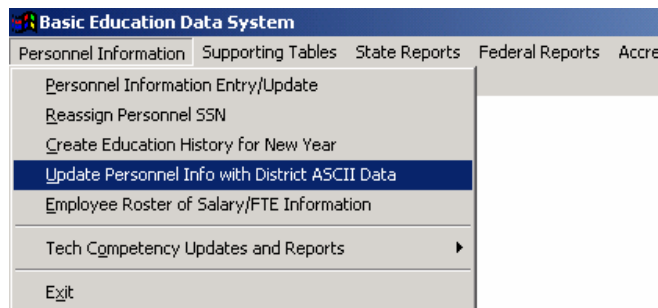 Basic Education Data System
Personnel Information Supporting Tables State Reports Federal Reports Accre
Personnel Information Entry/Update
Reassign Personnel SSN
Create Education History for New Year
Update Personnel Info with District ASCII Data
Employee Roster of Salary/FTE Information
Tech Competency Updates and Reports
Exit